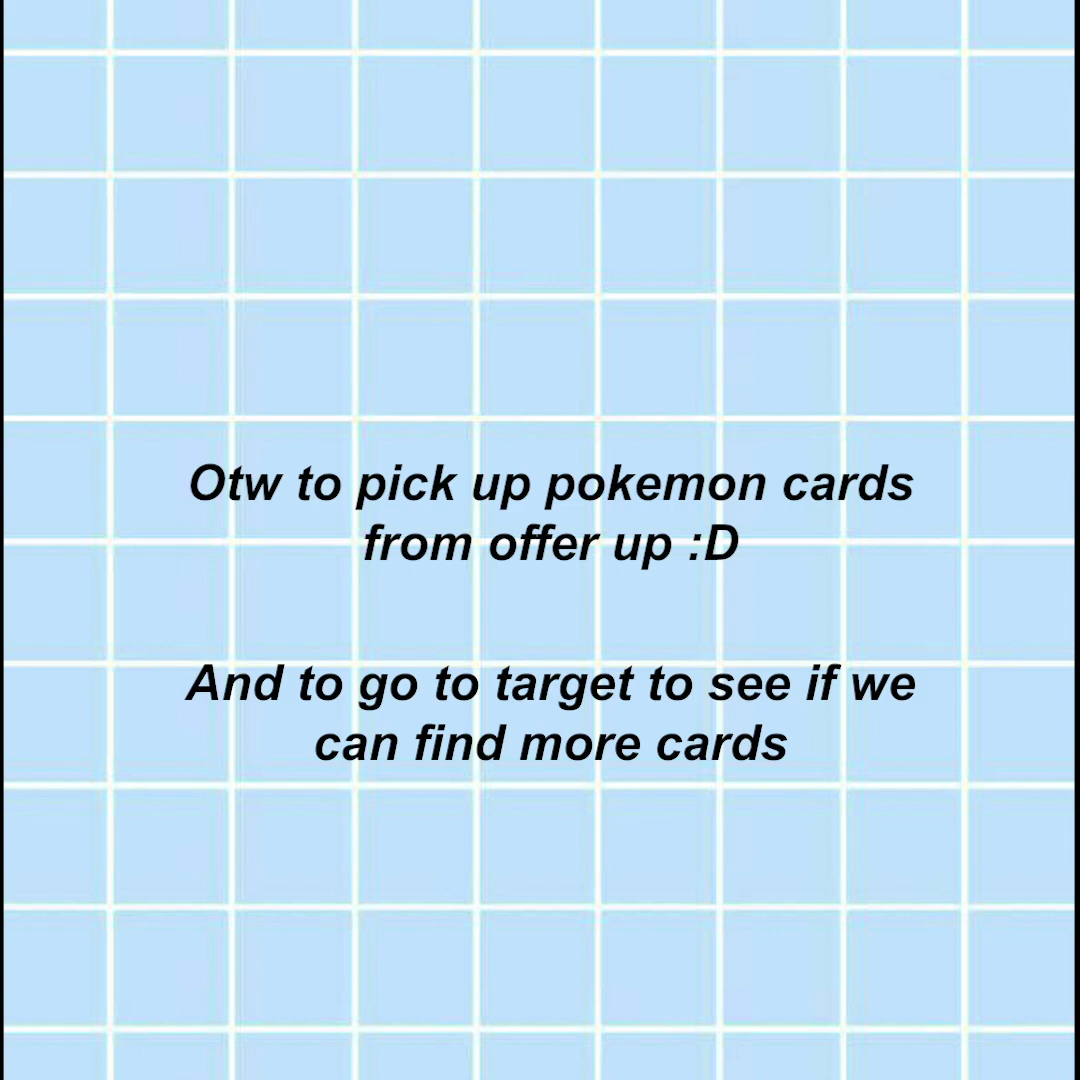 Otw to pick up pokemon cards
from offer up :D
And to go to target to see if we
can find more cards